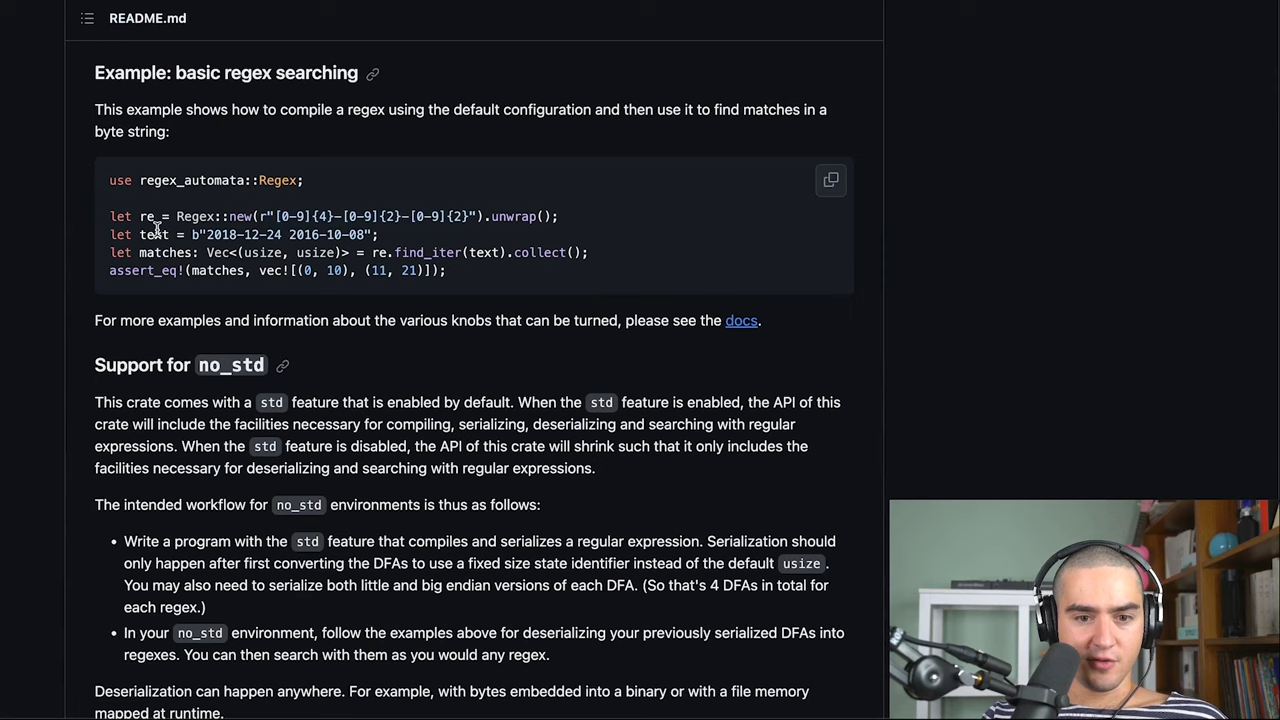 README.md
Example: basic regex searching
This example shows how to compile a regex using the default configuration and then use it to find matches in a
byte string:
use regex_automata::Regex;
let re = Regex::new(r"[0-9]{4}-[0-9]{2}-[0-9]{2}").unwrap();
let text = b"2018-12-24 2016-10-08";
let matches: Vec<(usize, usize)> = re.find_iter(text).collect();
assert_eq!(matches, vec![(0, 10), (11, 21)]);
For more examples and information about the various knobs that can be turned, please see the docs.
Support for no_std
This crate comes with a std feature that is enabled by default. When the std feature is enabled, the API of this
crate will include the facilities necessary for compiling, serializing, deserializing and searching with regular
expressions. When the std feature is disabled, the API of this crate will shrink such that it only includes the
facilities necessary for deserializing and searching with regular expressions.
The intended workflow for no_std environments is thus as follows:
• Write a program with the std feature that compiles and serializes a regular expression. Serialization should
only happen after first converting the DFAs to use a fixed size state identifier instead of the default usize.
You may also need to serialize both little and big endian versions of each DFA. (So that's 4 DFAs in total for
each regex.)
• In your no_std environment, follow the examples above for deserializing your previously serialized DFAs into
regexes. You can then search with them as you would any regex.
Deserialization can happen anywhere. For example, with bytes embedded into a binary or with a file memory
mapped at runtime.